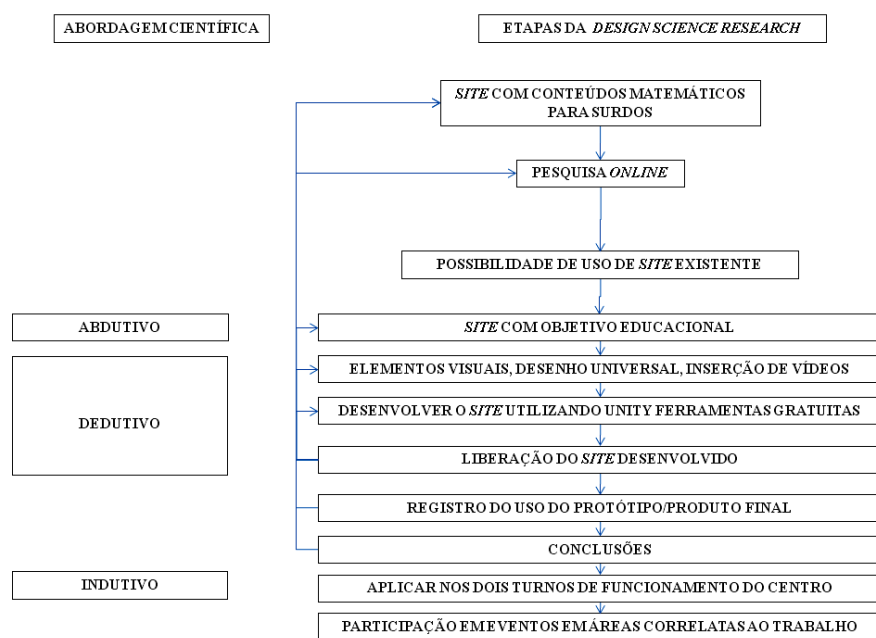 ABORDAGEM CIENTÍFICA
ETAPAS DA DESIGN SCIENCE RESEARCH
SITE COM CONTEÚDOS MATEMÁTICOS
PARA SURDOS
PESQUISA ONLINE
POSSIBILIDADE DE USO DE SITE EXISTENTE
ABDUTIVO
SITE COM OBJETIVO EDUCACIONAL
ELEMENTOS VISUAIS, DESENHO UNIVERSAL, INSERÇÃO DE VÍDEOS
DEDUTIVO
DESENVOLVER O SITE UTILIZANDO UNITY FERRAMENTAS GRATUITAS
LIBERAÇÃO DO SITE DESENVOLVIDO
REGISTRO DO USO DO PROTÓTIPO/PRODUTO FINAL
CONCLUSÕES
INDUTIVO
APLICAR NOS DOIS TURNOS DE FUNCIONAMENTO DO CENTRO
PARTICIPAÇÃO EM EVENTOS EM ÁREAS CORRELATAS AO TRABALHO